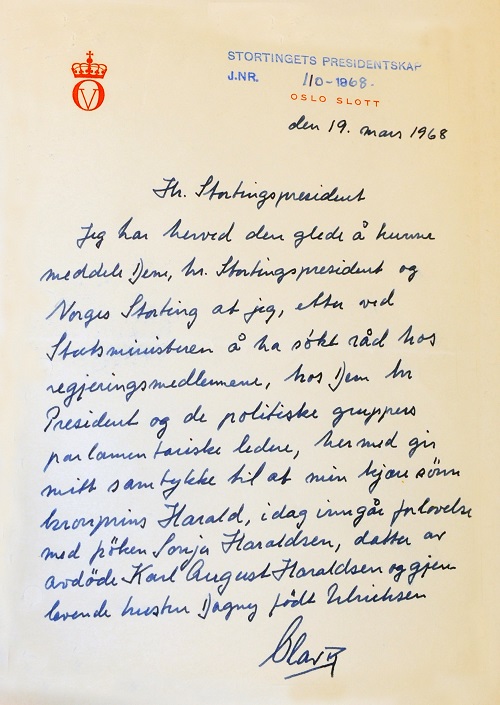 STORTINGETS PRESIDENTSKAP
J.NR. 110-1968.
OSLO SLOTT
den 19. mars 1968
Hr. Stortingspresident
Jeg har herved den glede å kunne
meddele Dem, hr. Stortingspresident og
Norges Storting at jeg, etter ved
Statsministeren å ha søkt råd hos
regjeringsmedlemmene, hos Dem hr
President og de politiske gruppers
parlamentariske ledere, hermed gir
mitt samtykke til at min kjære sønn
kronprins Harald, idag inngår forlovelse
med frøken Sonja Haraldsen, datter av
avdøde Karl August Haraldsen og gjen
levende hustru Dagny født Ulrichsen
Olav R